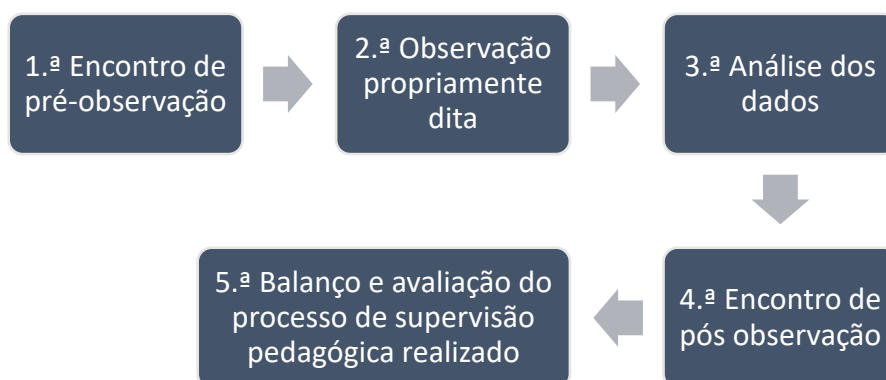 1.ª Encontro de
pré-observação
2.ª Observação
propriamente
dita
3.ª Análise dos
dados
4.ª Encontro de
pós observação
5.ª Balanço e avaliação do
processo de supervisão
pedagógica realizado